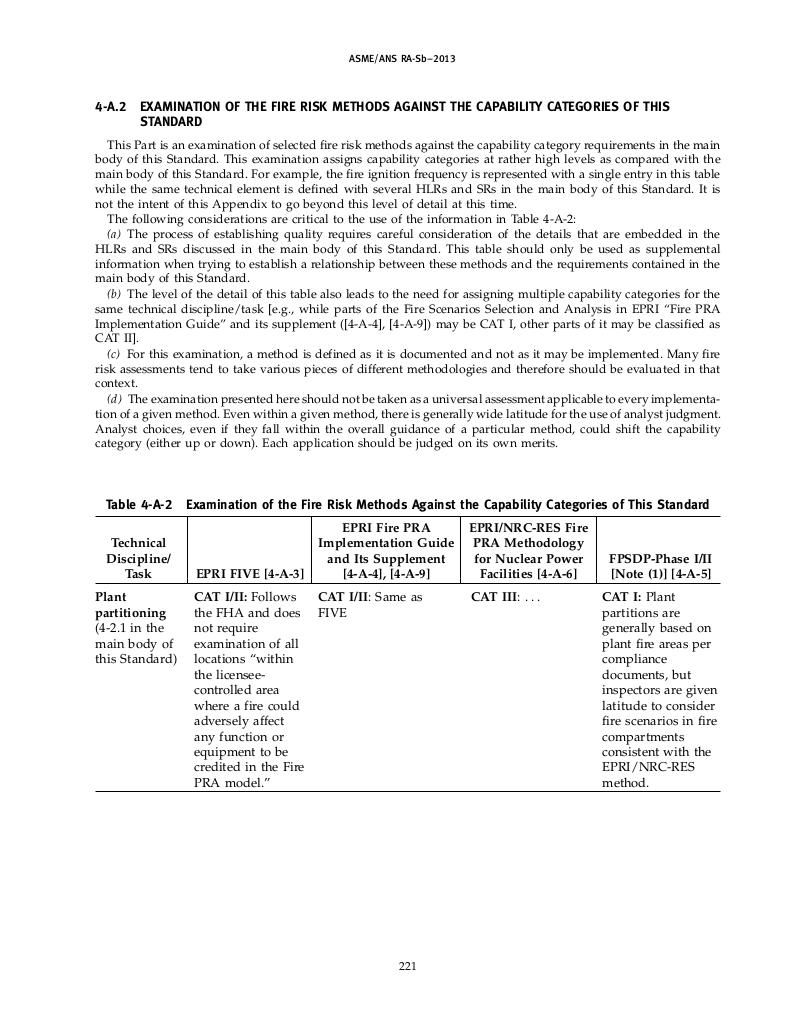 ASME/ANS RA-Sb–2013
4-A.2 EXAMINATION OF THE FIRE RISK METHODS AGAINST THE CAPABILITY CATEGORIES OF THIS
STANDARD
This Part is an examination of selected fire risk methods against the capability category requirements in the main
body of this Standard. This examination assigns capability categories at rather high levels as compared with the
main body of this Standard. For example, the fire ignition frequency is represented with a single entry in this table
while the same technical element is defined with several HLRs and SRs in the main body of this Standard. It is
not the intent of this Appendix to go beyond this level of detail at this time.
The following considerations are critical to the use of the information in Table 4-A-2:
(a) The process of establishing quality requires careful consideration of the details that are embedded in the
HLRs and SRs discussed in the main body of this Standard. This table should only be used as supplemental
information when trying to establish a relationship between these methods and the requirements contained in the
main body of this Standard.
(b) The level of the detail of this table also leads to the need for assigning multiple capability categories for the
same technical discipline/task [e.g., while parts of the Fire Scenarios Selection and Analysis in EPRI “Fire PRA
Implementation Guide” and its supplement ([4-A-4], [4-A-9]) may be CAT I, other parts of it may be classified as
CAT II].
(c) For this examination, a method is defined as it is documented and not as it may be implemented. Many fire
risk assessments tend to take various pieces of different methodologies and therefore should be evaluated in that
context.
(d) The examination presented here should not be taken as a universal assessment applicable to every implementa-
tion of a given method. Even within a given method, there is generally wide latitude for the use of analyst judgment.
Analyst choices, even if they fall within the overall guidance of a particular method, could shift the capability
category (either up or down). Each application should be judged on its own merits.
Table 4-A-2 Examination of the Fire Risk Methods Against the Capability Categories of This Standard
Technical
Discipline/
Task
EPRI FIVE [4-A-3]
EPRI Fire PRA
Implementation Guide
and Its Supplement
[4-A-4], [4-A-9]
EPRI/NRC-RES Fire
PRA Methodology
for Nuclear Power
Facilities [4-A-6]
FPSDP-Phase I/II
[Note (1)] [4-A-5]
Plant
partitioning
(4-2.1 in the
main body of
this Standard)
CAT I/II: Follows
the FHA and does
not require
examination of all
locations “within
the licensee-
controlled area
where a fire could
adversely affect
any function or
equipment to be
credited in the Fire
PRA model.”
CAT I/II: Same as
FIVE
CAT III: . . .
CAT I: Plant
partitions are
generally based on
plant fire areas per
compliance
documents, but
inspectors are given
latitude to consider
fire scenarios in fire
compartments
consistent with the
EPRI/NRC-RES
method.
221